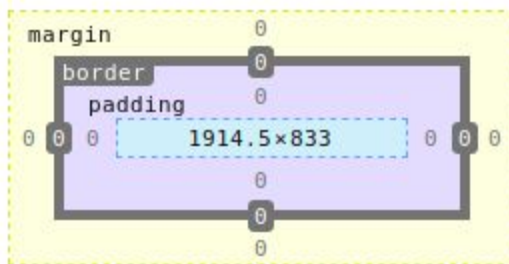 margin 0
border 0
padding 0
0 0 0 1914.5×833 0 0 0
0
0
0